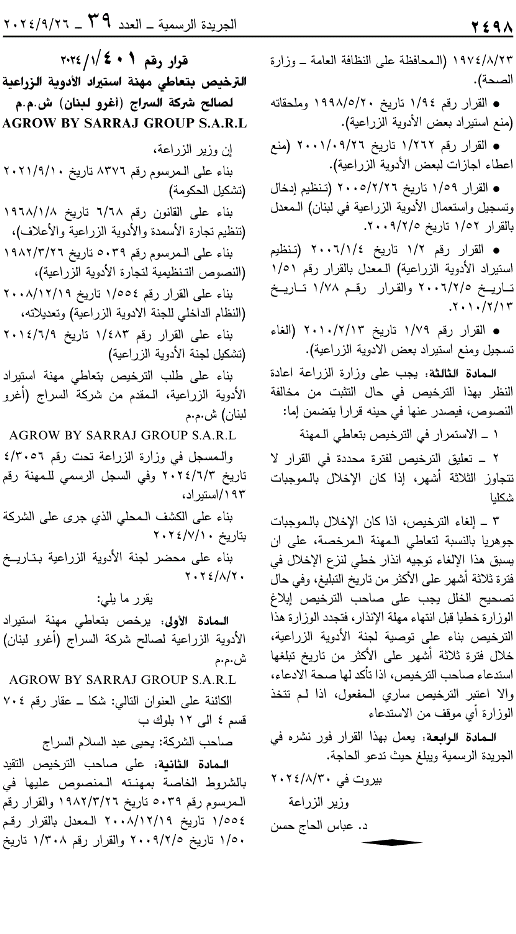 ٢٤٩٨
الجريدة الرسمية – العدد ٣٩ – ٢٠٢٤/٩/٢٦
قرار رقم ١/٤٠١/٢٠٢٤
الترخيص بتعاطي مهنة استيراد الأدوية الزراعية
لصالح شركة السراج (أغرو لبنان) ش.م.م
AGROW BY SARRAJ GROUP S.A.R.L
إن وزير الزراعة،
بناء على المرسوم رقم ٨٣٧٦ تاريخ ٢٠٢١/٩/١٠
(تشكيل الحكومة)
بناء على القانون رقم ٦/٦٨ تاريخ ١٩٦٨/١/٨
(تنظيم تجارة الأسمدة والأدوية الزراعية والأعلاف)،
بناء على المرسوم رقم ٥٠٣٩ تاريخ ١٩٨٢/٣/٢٦
(النصوص التنظيمية لتجارة الأدوية الزراعية)،
بناء على القرار رقم ١/٥٥٤ تاريخ ٢٠٠٨/١٢/١٩
(النظام الداخلي للجنة الادوية الزراعية) وتعديلاته،
بناء على القرار رقم ١/٤٨٣ تاريخ ٢٠١٤/٦/٩
(تشكيل لجنة الأدوية الزراعية)
بناء على طلب الترخيص بتعاطي مهنة استيراد
الأدوية الزراعية، المقدم من شركة السراج (أغرو
لبنان) ش.م.م
AGROW BY SARRAJ GROUP S.A.R.L
والمسجل في وزارة الزراعة تحت رقم ٤/٣٠٥٦
تاريخ ٢٠٢٤/٦/٣ وفي السجل الرسمي للمهنة رقم
١٩٣/استيراد،
بناء على الكشف المحلي الذي جرى على الشركة
بتاريخ ٢٠٢٤/٧/١٠
بناء على محضر لجنة الأدوية الزراعية بتاريخ
٢٠٢٤/٨/٢٠
يقرر ما يلي:
المادة الأولى: يرخص بتعاطي مهنة استيراد
الأدوية الزراعية لصالح شركة السراج (أغرو لبنان)
ش.م.م
AGROW BY SARRAJ GROUP S.A.R.L
الكائنة على العنوان التالي: شكا – عقار رقم ٧٠٤
قسم ٤ الى ١٢ بلوك ب
صاحب الشركة: يحيى عبد السلام السراج
المادة الثانية: على صاحب الترخيص التقيد
بالشروط الخاصة بمهنته المنصوص عليها في
المرسوم رقم ٥٠٣٩ تاريخ ١٩٨٢/٣/٢٦ والقرار رقم
١/٥٥٤ تاريخ ٢٠٠٨/١٢/١٩ المعدل بالقرار رقم
١/٥٠ تاريخ ٢٠٠٩/٢/٥ والقرار رقم ١/٣٠٨ تاريخ
١٩٧٤/٨/٢٣ (المحافظة على النظافة العامة – وزارة
الصحة).
• القرار رقم ١/٩٤ تاريخ ١٩٩٨/٥/٢٠ وملحقاته
(منع استيراد بعض الأدوية الزراعية).
• القرار رقم ١/٢٦٢ تاريخ ٢٠٠١/٠٩/٢٦ (منع
اعطاء اجازات لبعض الأدوية الزراعية).
• القرار رقم ١/٥٩ تاريخ ٢٠٠٥/٢/٢٦ (تنظيم إدخال
وتسجيل واستعمال الأدوية الزراعية في لبنان) المعدل
بالقرار ١/٥٢ تاريخ ٢٠٠٩/٢/٥.
• القرار رقم ١/٢ تاريخ ٢٠٠٦/١/٤ (تنظيم
استيراد الأدوية الزراعية) المعدل بالقرار رقم ١/٥١
تاريخ ٢٠٠٦/٢/٥ والقرار رقم ١/٧٨ تاريخ
٢٠١٠/٢/١٣.
• القرار رقم ١/٧٩ تاريخ ٢٠١٠/٢/١٣ (الغاء
تسجيل ومنع استيراد بعض الادوية الزراعية).
المادة الثالثة: يجب على وزارة الزراعة اعادة
النظر بهذا الترخيص في حال التثبت من مخالفة
النصوص، فيصدر عنها في حينه قرارا يتضمن إما:
١ – الاستمرار في الترخيص بتعاطي المهنة
٢ – تعليق الترخيص لفترة محددة في القرار لا
تتجاوز الثلاثة أشهر، إذا كان الإخلال بالموجبات
شكليا
٣ – إلغاء الترخيص، اذا كان الإخلال بالموجبات
جوهريا بالنسبة لتعاطي المهنة المرخصة، على ان
يسبق هذا الإلغاء توجيه انذار خطي لنزع الإخلال في
فترة ثلاثة أشهر على الأكثر من تاريخ التبليغ، وفي حال
تصحيح الخلل يجب على صاحب الترخيص إبلاغ
الوزارة خطيا قبل انتهاء مهلة الإنذار، فتجدد الوزارة هذا
الترخيص بناء على توصية لجنة الأدوية الزراعية،
خلال فترة ثلاثة أشهر على الأكثر من تاريخ تبلغها
استدعاء صاحب الترخيص، اذا تأكد لها صحة الادعاء،
والا اعتبر الترخيص ساري المفعول، اذا لم تتخذ
الوزارة أي موقف من الاستدعاء
المادة الرابعة: يعمل بهذا القرار فور نشره في
الجريدة الرسمية ويبلغ حيث تدعو الحاجة.
بيروت في ٢٠٢٤/٨/٣٠
وزير الزراعة
د. عباس الحاج حسن